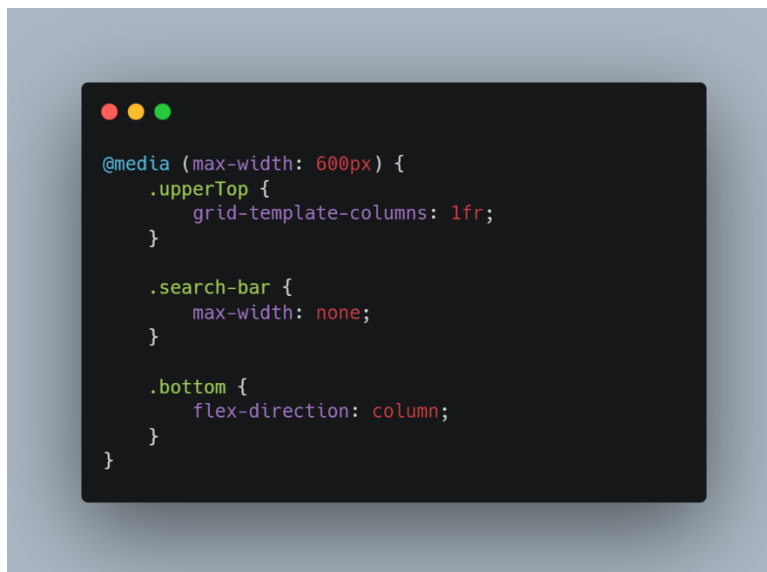 @media (max-width: 600px) {
    .upperTop {
        grid-template-columns: 1fr;
    }

    .search-bar {
        max-width: none;
    }

    .bottom {
        flex-direction: column;
    }
}